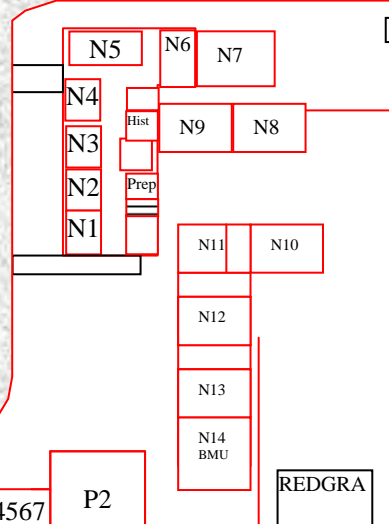 N5
N6
N7
N4
Hist
N9
N8
N3
Prep
N2
N1
N11
N10
N12
N13
N14
BMU
REDGRA
4567
P2